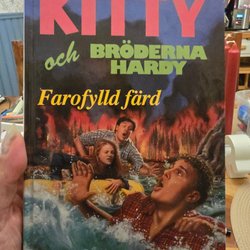 KITTY
och BRÖDERNA
HARDY
Farofylld färd